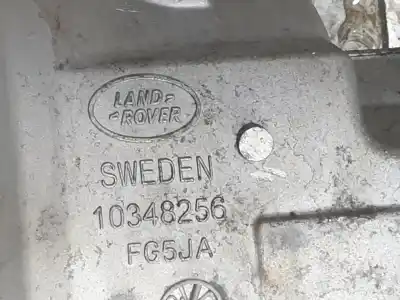 LAND-
-ROVER
SWEDEN
10348256
FG5JA